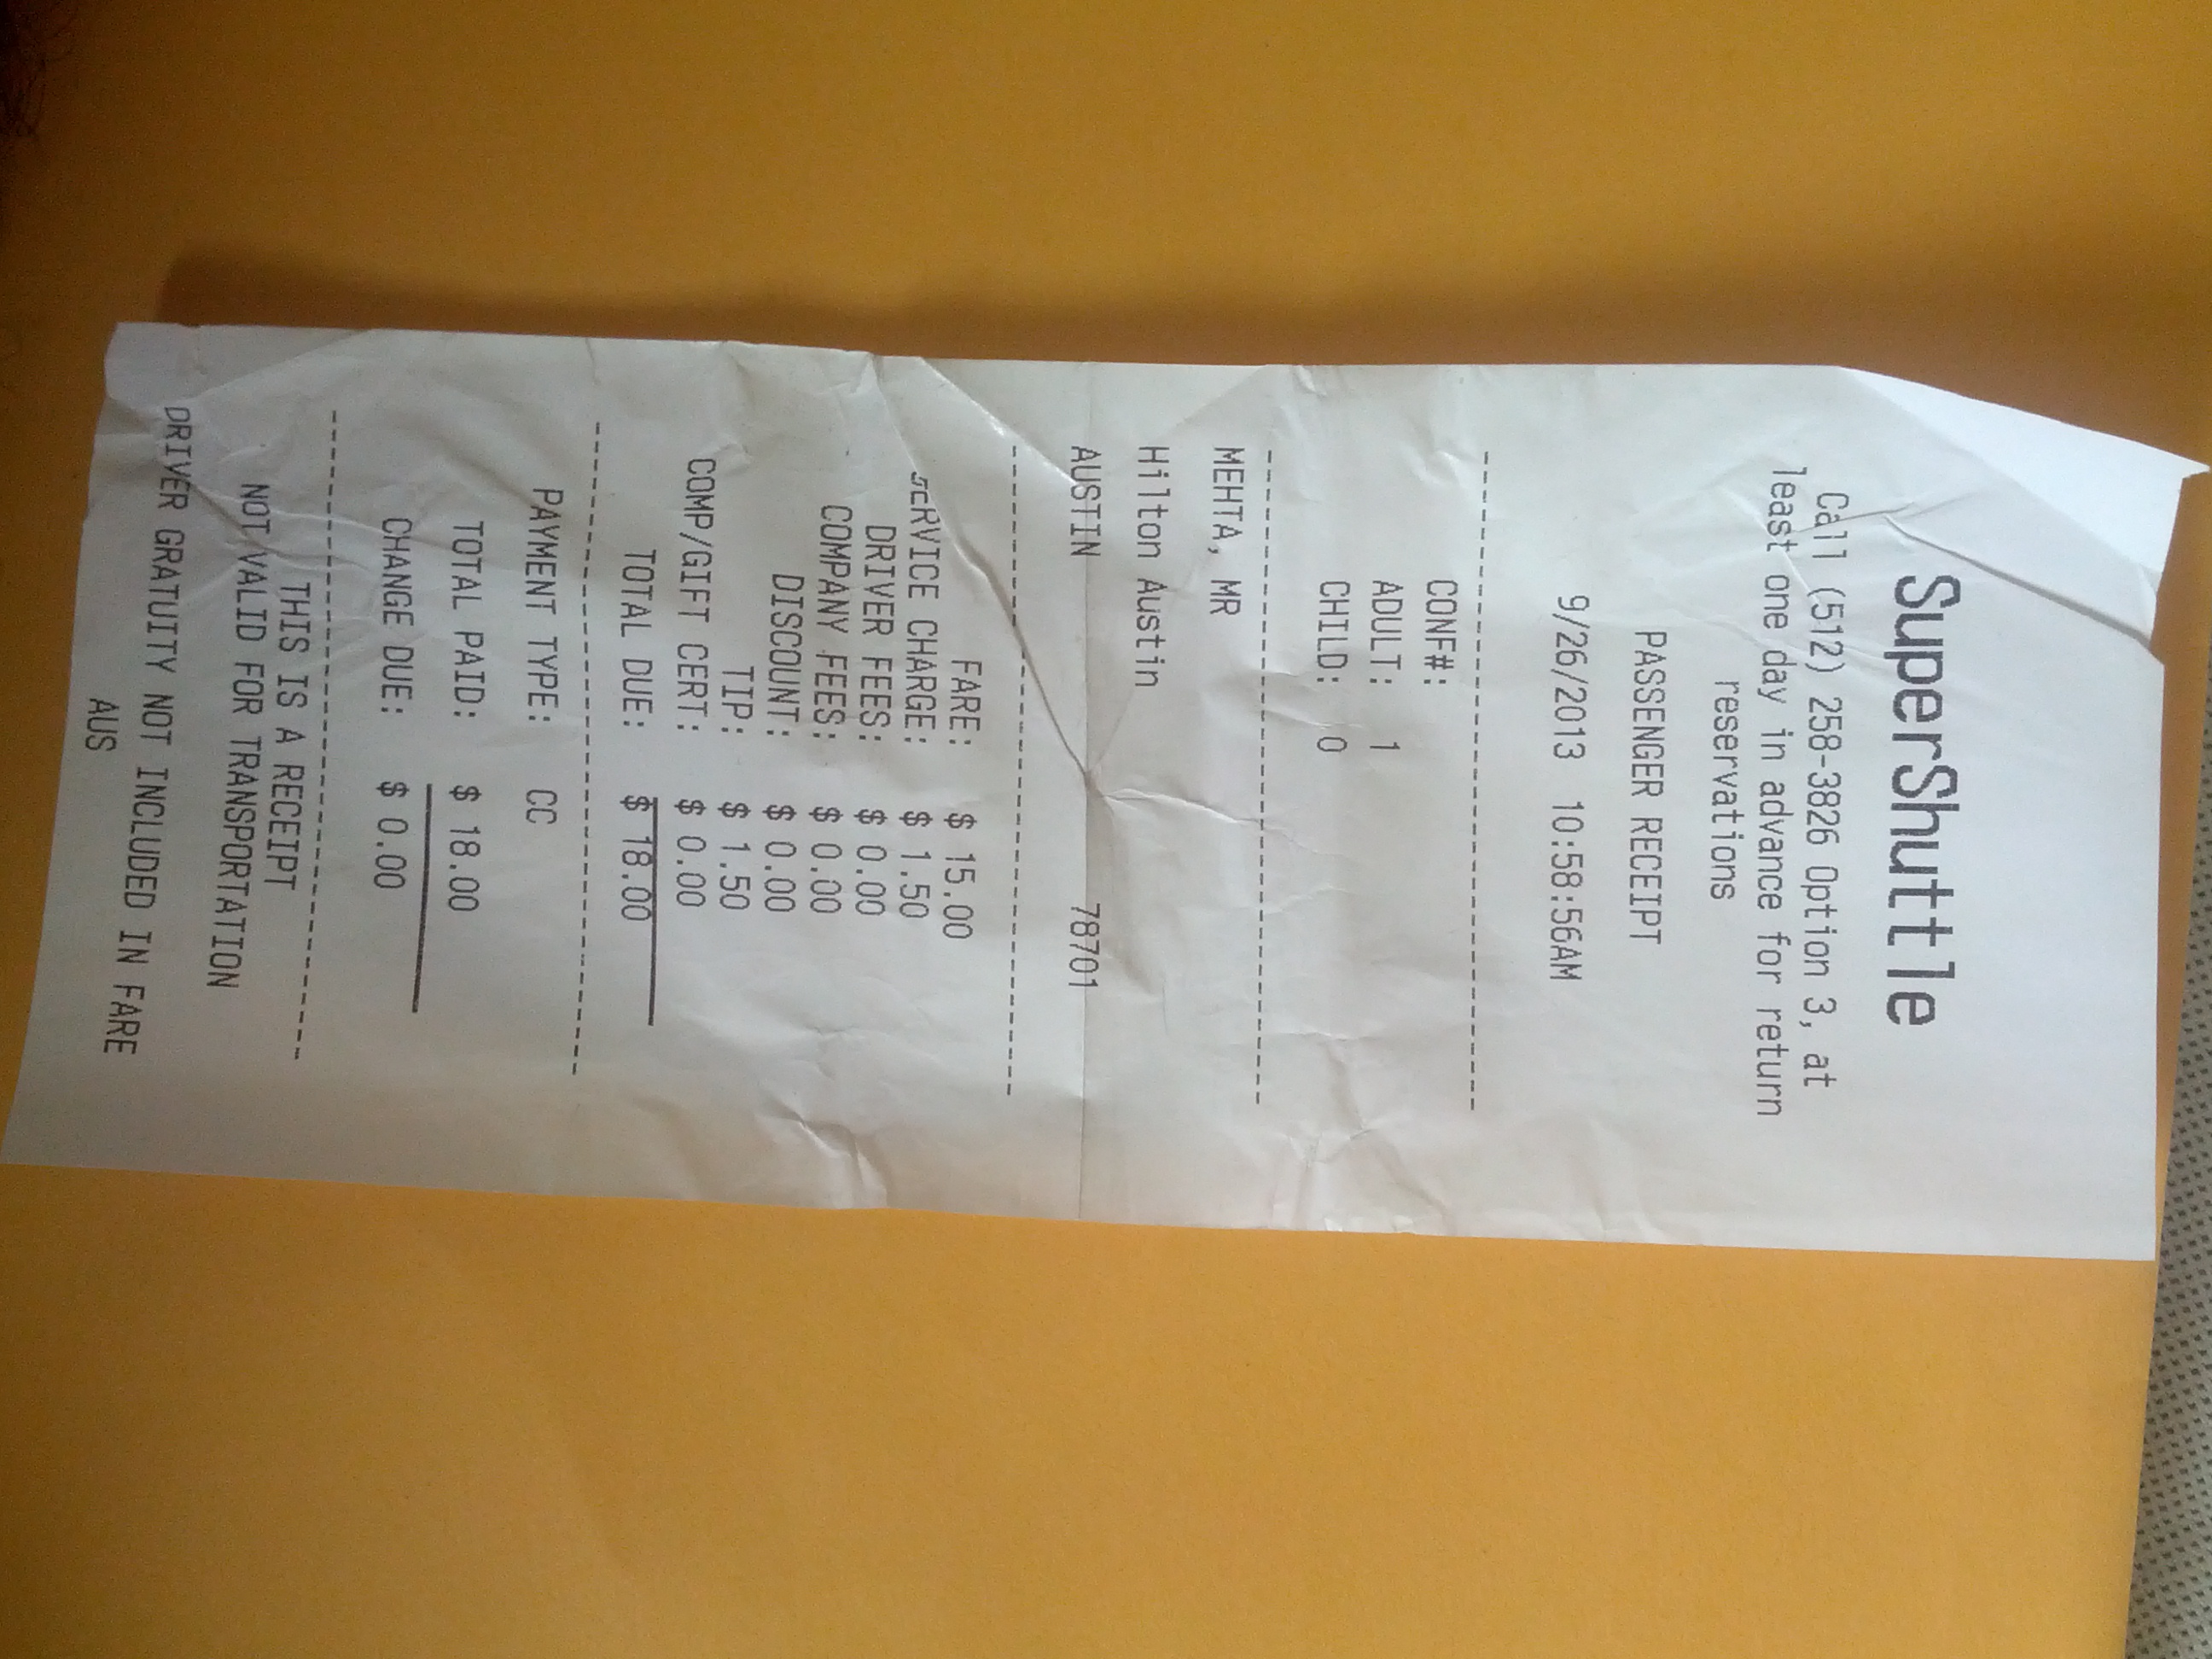 SuperShuttle
Call (512) 258-3826 Option 3, at
least one day in advance for return
reservations
PASSENGER RECEIPT
9/26/2013 10:58:56AM
CONF#:
ADULT: 1
CHILD: 0
MEHTA, MR
Hilton Austin
AUSTIN 78701
FARE: $ 15.00
SERVICE CHARGE: $ 1.50
DRIVER FEES: $ 0.00
COMPANY FEES: $ 0.00
DISCOUNT: $ 0.00
TIP: $ 1.50
COMP/GIFT CERT: $ 0.00
TOTAL DUE: $ 18.00
PAYMENT TYPE: CC
TOTAL PAID: $ 18.00
CHANGE DUE: $ 0.00
THIS IS A RECEIPT
NOT VALID FOR TRANSPORTATION
DRIVER GRATUITY NOT INCLUDED IN FARE
AUS